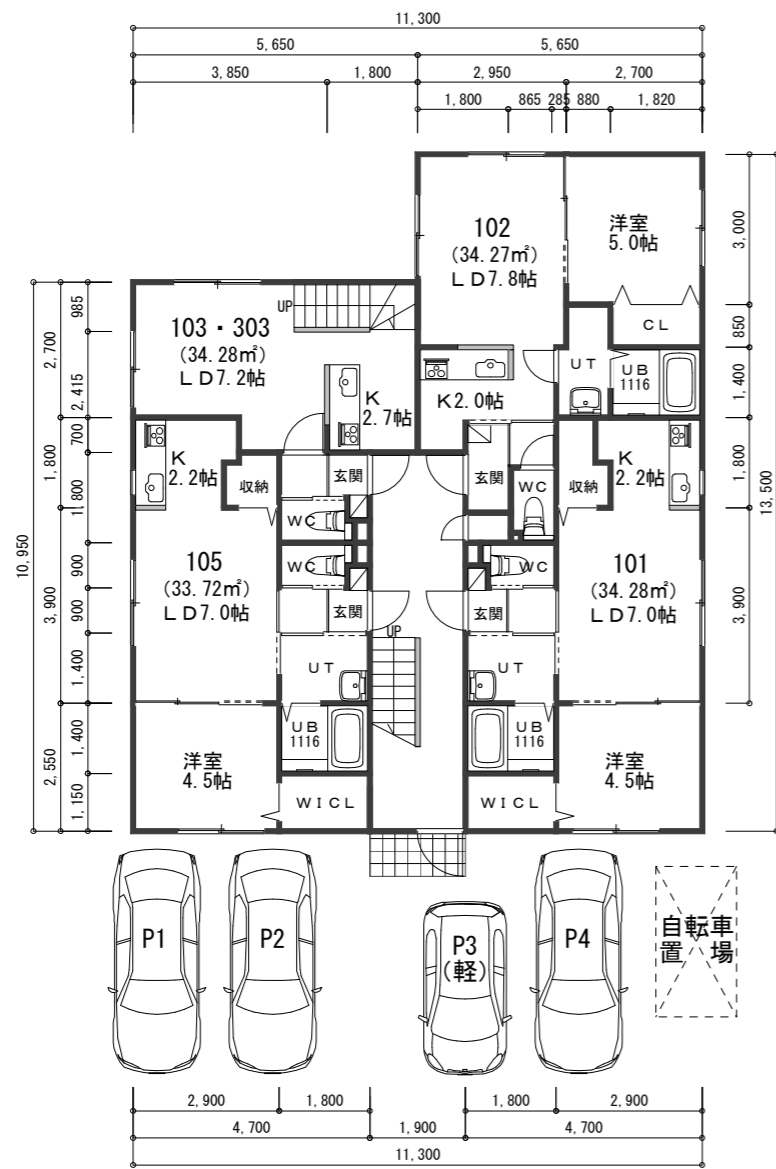 11,300
5,650
5,650
3,850
1,800
2,950
2,700
1,800
865
285
880
1,820
102
(34.27㎡)
LD7.8帖
洋室
5.0帖
CL
3,000
850
1,400
1,800
3,900
13,500
985
2,415
2,700
700
1,800
1,800
900
900
3,900
1,400
1,400
2,550
1,150
10,950
UP
103・303
(34.28㎡)
LD7.2帖
K
2.7帖
K2.0帖
UT
UB
1116
K
2.2帖
収納
玄関
WC
玄関
WC
収納
K
2.2帖
105
(33.72㎡)
LD7.0帖
WC
玄関
UT
UP
WC
玄関
UT
101
(34.28㎡)
LD7.0帖
洋室
4.5帖
UB
1116
WICL
UB
1116
WICL
洋室
4.5帖
P1
P2
P3
(軽)
P4
自転車
置場
2,900
1,800
1,800
2,900
4,700
1,900
4,700
11,300